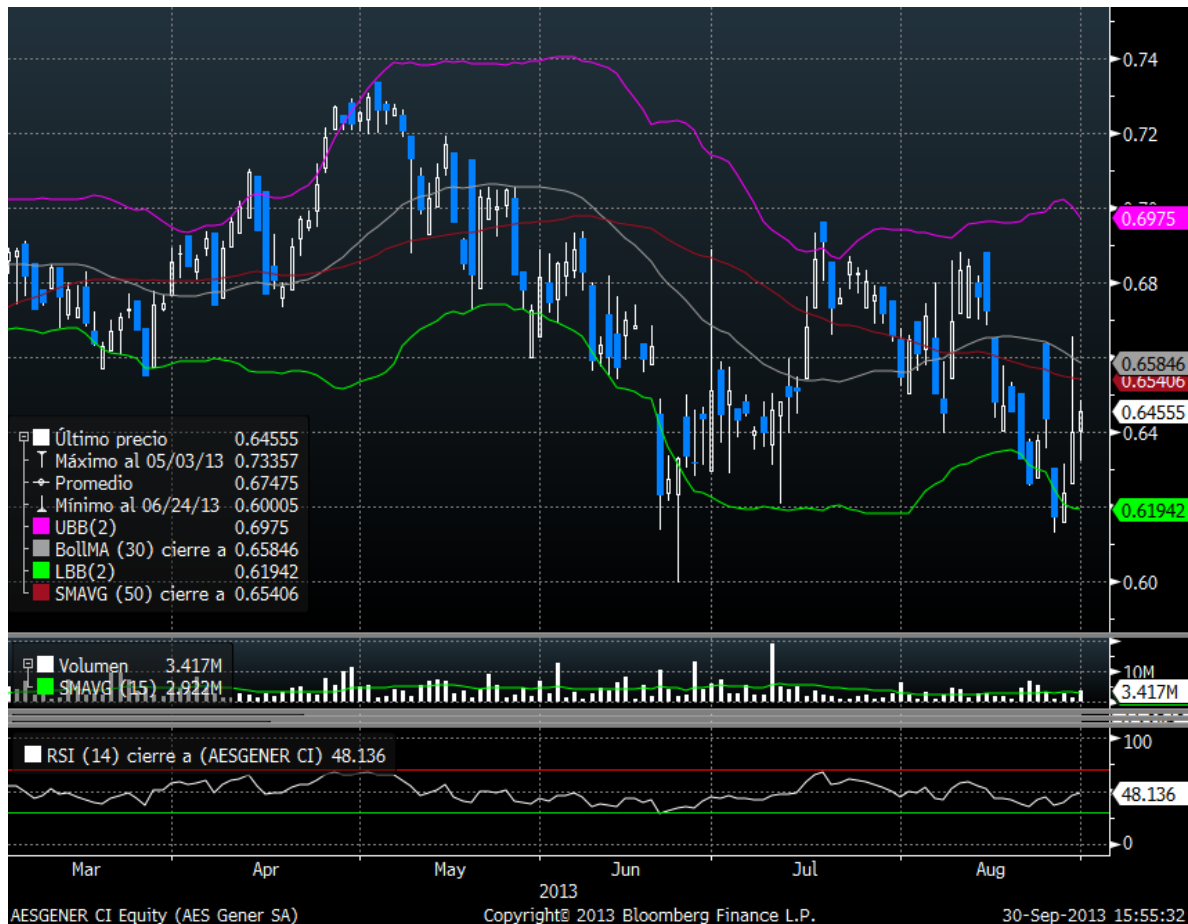 0.74
0.72
0.70
0.6975
0.68
0.65846
0.65406
0.64555
0.64
0.61942
0.60
Último precio 0.64555
Máximo al 05/03/13 0.73357
Promedio 0.67475
Mínimo al 06/24/13 0.60005
UBB(2) 0.6975
BollMA (30) cierre a 0.65846
LBB(2) 0.61942
SMAVG (50) cierre a 0.65406
Volumen 3.417M
SMAVG (15) 2.922M
10M
3.417M
RSI (14) cierre a (AESGENER CI) 48.136
100
48.136
0
Mar Apr May Jun Jul Aug
2013
AESGENER CI Equity (AES Gener SA) Copyright© 2013 Bloomberg Finance L.P. 30-Sep-2013 15:55:32